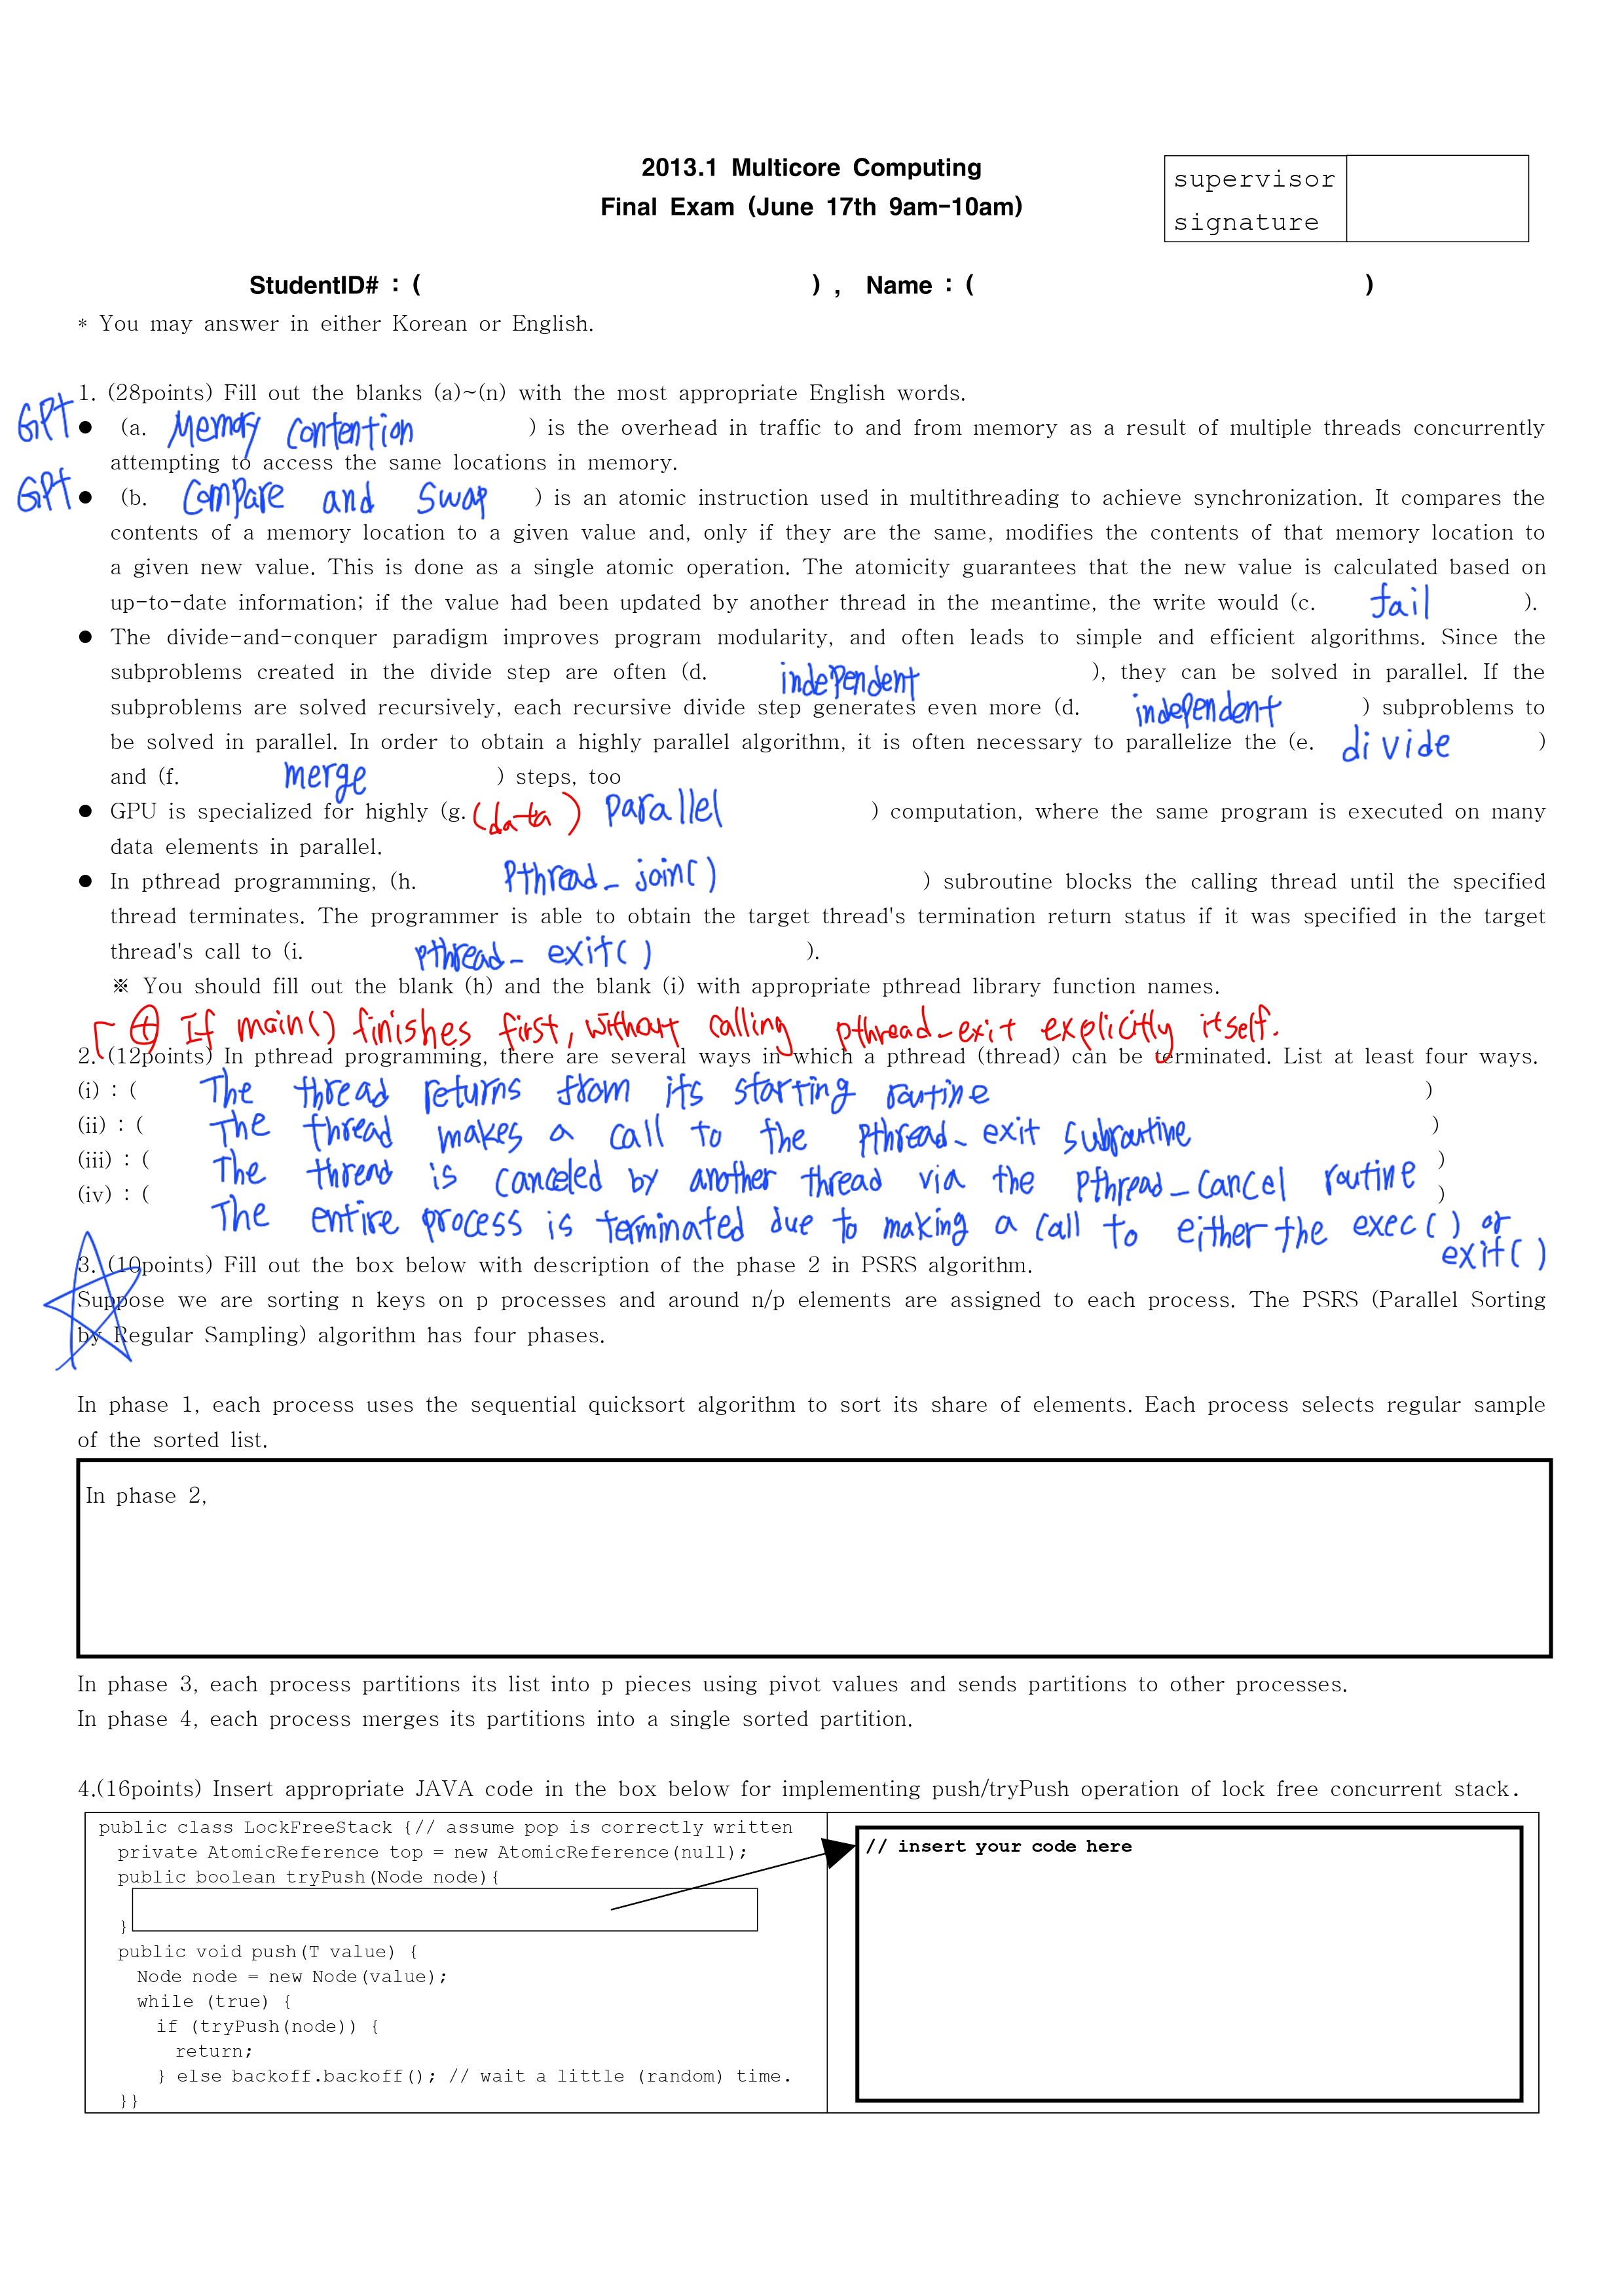 2013.1 Multicore Computing
Final Exam (June 17th 9am-10am)
supervisor
signature
StudentID# : ( ) , Name : ( )
* You may answer in either Korean or English.
1. (28points) Fill out the blanks (a)~(n) with the most appropriate English words.
GPT ● (a. Memory Contention ) is the overhead in traffic to and from memory as a result of multiple threads concurrently
attempting to access the same locations in memory.
GPT ● (b. Compare and Swap ) is an atomic instruction used in multithreading to achieve synchronization. It compares the
contents of a memory location to a given value and, only if they are the same, modifies the contents of that memory location to
a given new value. This is done as a single atomic operation. The atomicity guarantees that the new value is calculated based on
up-to-date information; if the value had been updated by another thread in the meantime, the write would (c. fail ).
● The divide-and-conquer paradigm improves program modularity, and often leads to simple and efficient algorithms. Since the
subproblems created in the divide step are often (d. independent ), they can be solved in parallel. If the
subproblems are solved recursively, each recursive divide step generates even more (d. independent ) subproblems to
be solved in parallel. In order to obtain a highly parallel algorithm, it is often necessary to parallelize the (e. divide )
and (f. merge ) steps, too
● GPU is specialized for highly (g. (data) parallel ) computation, where the same program is executed on many
data elements in parallel.
● In pthread programming, (h. Pthread_join() ) subroutine blocks the calling thread until the specified
thread terminates. The programmer is able to obtain the target thread's termination return status if it was specified in the target
thread's call to (i. pthread_exit() ).
※ You should fill out the blank (h) and the blank (i) with appropriate pthread library function names.
⊕ If main() finishes first, without calling pthread_exit explicitly itself.
2. (12points) In pthread programming, there are several ways in which a pthread (thread) can be terminated. List at least four ways.
(i) : ( The thread returns from its starting routine )
(ii) : ( The thread makes a call to the Pthread_exit subroutine )
(iii) : ( The thread is canceled by another thread via the Pthread_cancel routine )
(iv) : ( The entire process is terminated due to making a call to either the exec() or )
exit()
3. (10points) Fill out the box below with description of the phase 2 in PSRS algorithm.
Suppose we are sorting n keys on p processes and around n/p elements are assigned to each process. The PSRS (Parallel Sorting
by Regular Sampling) algorithm has four phases.
In phase 1, each process uses the sequential quicksort algorithm to sort its share of elements. Each process selects regular sample
of the sorted list.
In phase 2,
In phase 3, each process partitions its list into p pieces using pivot values and sends partitions to other processes.
In phase 4, each process merges its partitions into a single sorted partition.
4.(16points) Insert appropriate JAVA code in the box below for implementing push/tryPush operation of lock free concurrent stack.
public class LockFreeStack {// assume pop is correctly written
private AtomicReference top = new AtomicReference(null);
public boolean tryPush(Node node){
}
public void push(T value) {
Node node = new Node(value);
while (true) {
if (tryPush(node)) {
return;
} else backoff.backoff(); // wait a little (random) time.
}}
// insert your code here